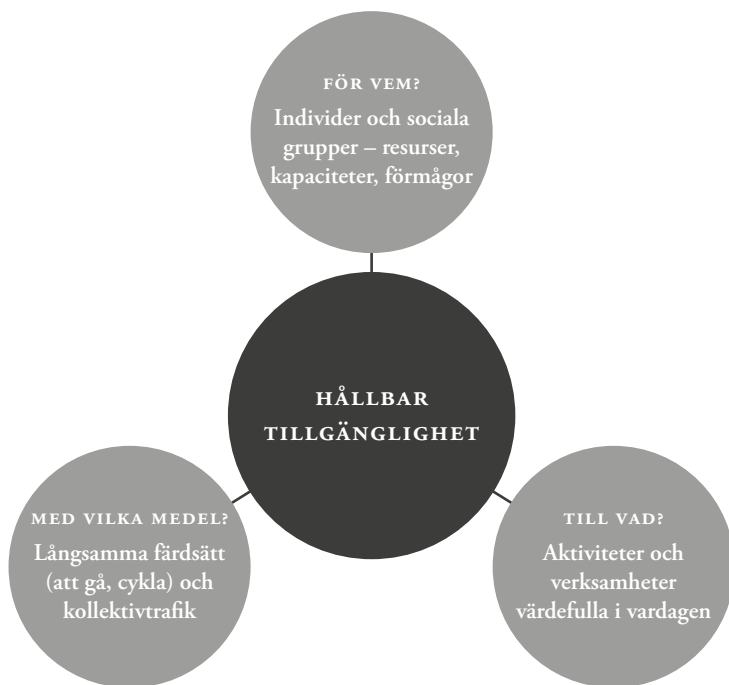 FÖR VEM?
Individer och sociala
grupper – resurser,
kapaciteter, förmågor
HÅLLBAR
TILLGÄNGLIGHET
MED VILKA MEDEL?
Långsamma färdsätt
(att gå, cykla) och
kollektivtrafik
TILL VAD?
Aktiviteter och
verksamheter
värdefulla i vardagen